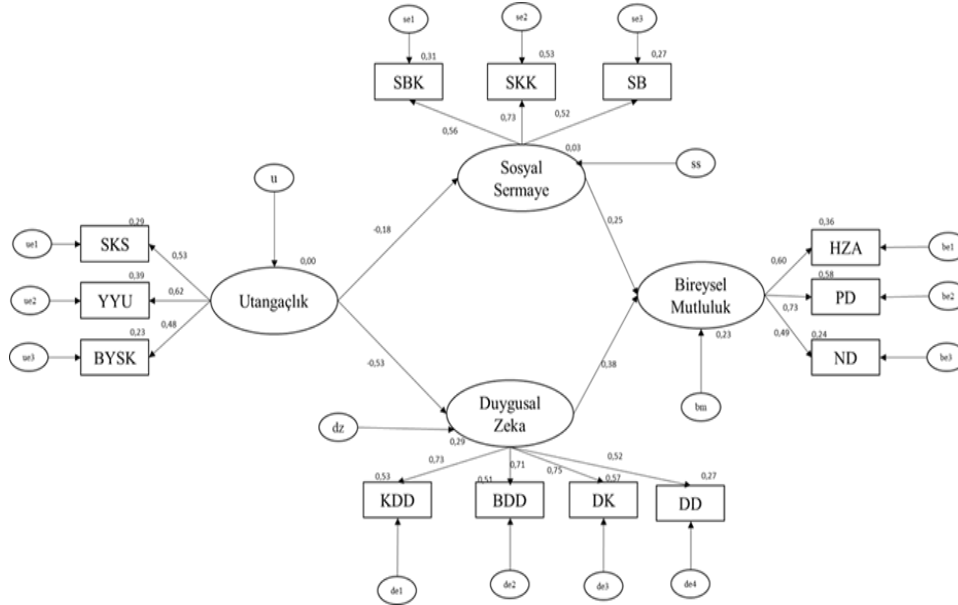 se1
se2
se3
0,31
0,53
0,27
SBK
SKK
SB
0,56
0,73
0,52
0,03
Sosyal
Sermaye
ss
u
-0,18
0,25
0,00
Utangaçlık
ue1
0,29
SKS
0,53
ue2
0,39
YYU
0,62
ue3
0,23
BYSK
0,48
Bireysel
Mutluluk
0,23
0,36
HZA
be1
0,60
0,58
PD
be2
0,73
0,49
0,24
ND
be3
-0,53
0,38
bm
Duygusal
Zeka
dz
0,29
0,73
0,71
0,75
0,52
0,53
0,51
0,57
0,27
KDD
BDD
DK
DD
de1
de2
de3
de4